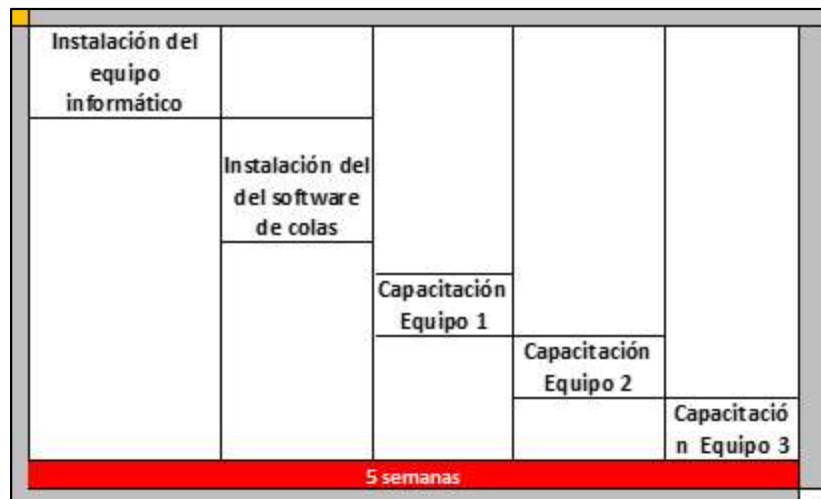 Instalación del
equipo
informático
Instalación del
del software
de colas
Capacitación
Equipo 1
Capacitación
Equipo 2
Capacitació
n Equipo 3
5 semanas